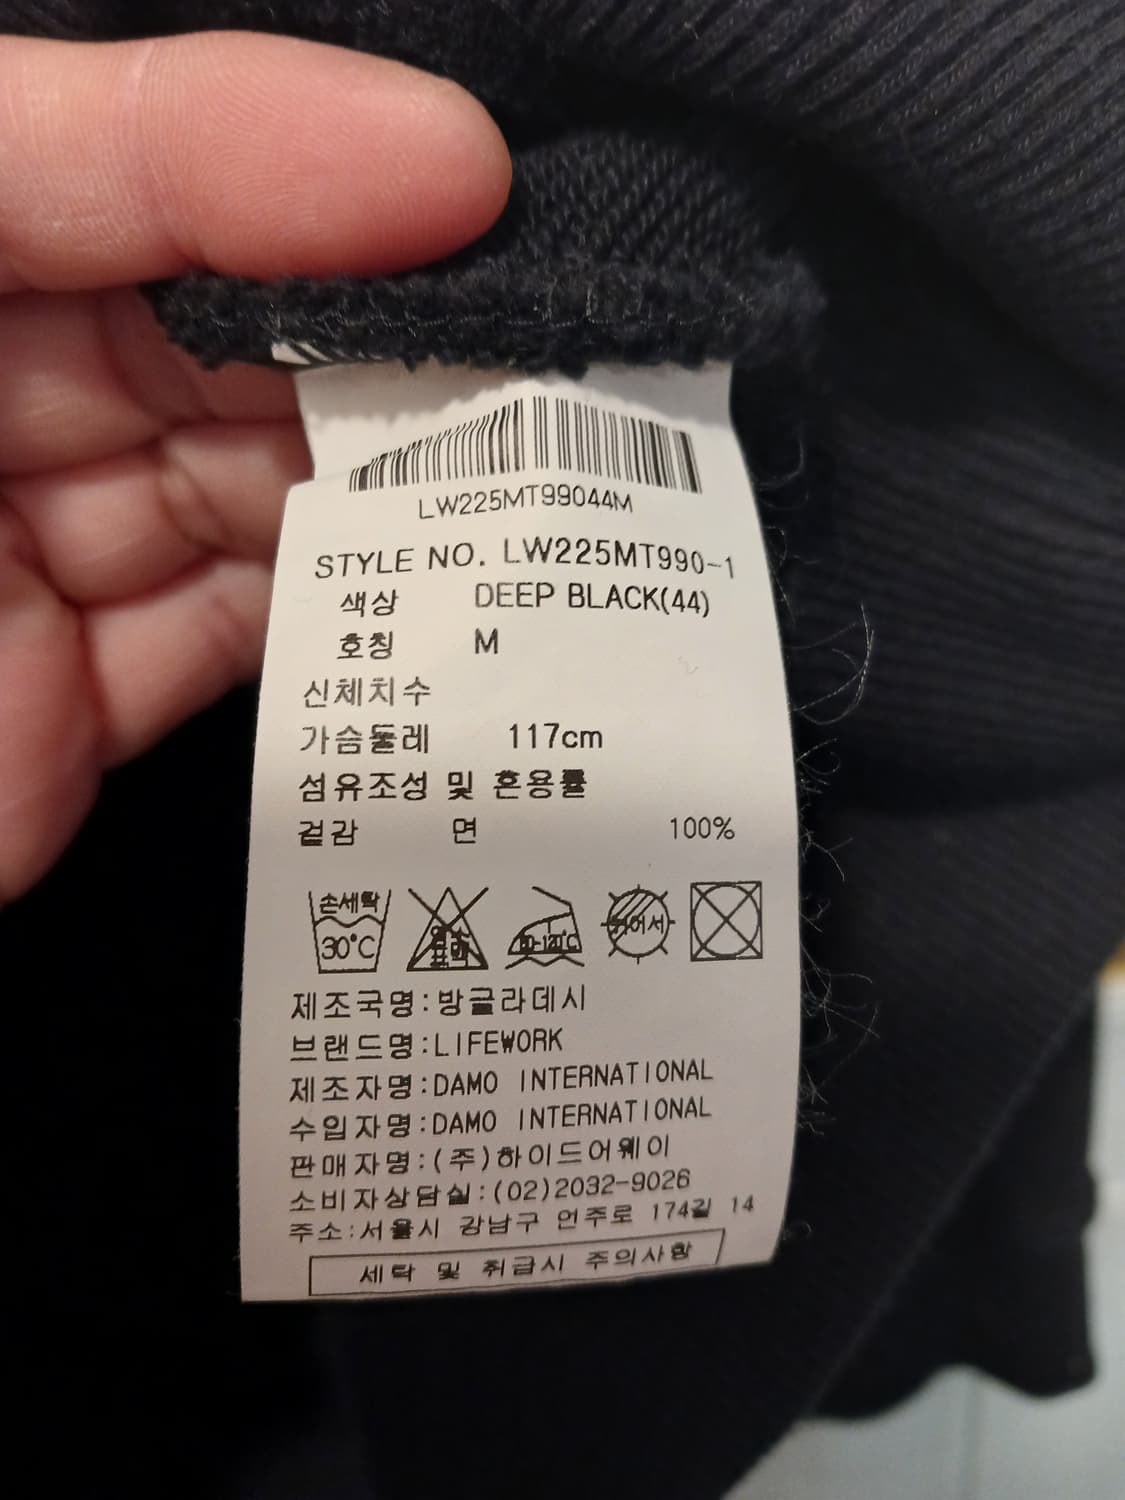 LW225MT99044M
STYLE NO. LW225MT990-1
색상 DEEP BLACK(44)
호칭 M
신체치수
가슴둘레 117cm
섬유조성 및 혼용률
겉감 면 100%
손세탁
30°C
제조국명:방글라데시
브랜드명:LIFEWORK
제조자명:DAMO INTERNATIONAL
수입자명:DAMO INTERNATIONAL
판매자명:(주)하이드어웨이
소비자상담실:(02)2032-9026
주소:서울시 강남구 언주로 174길 14
세탁 및 취급시 주의사항